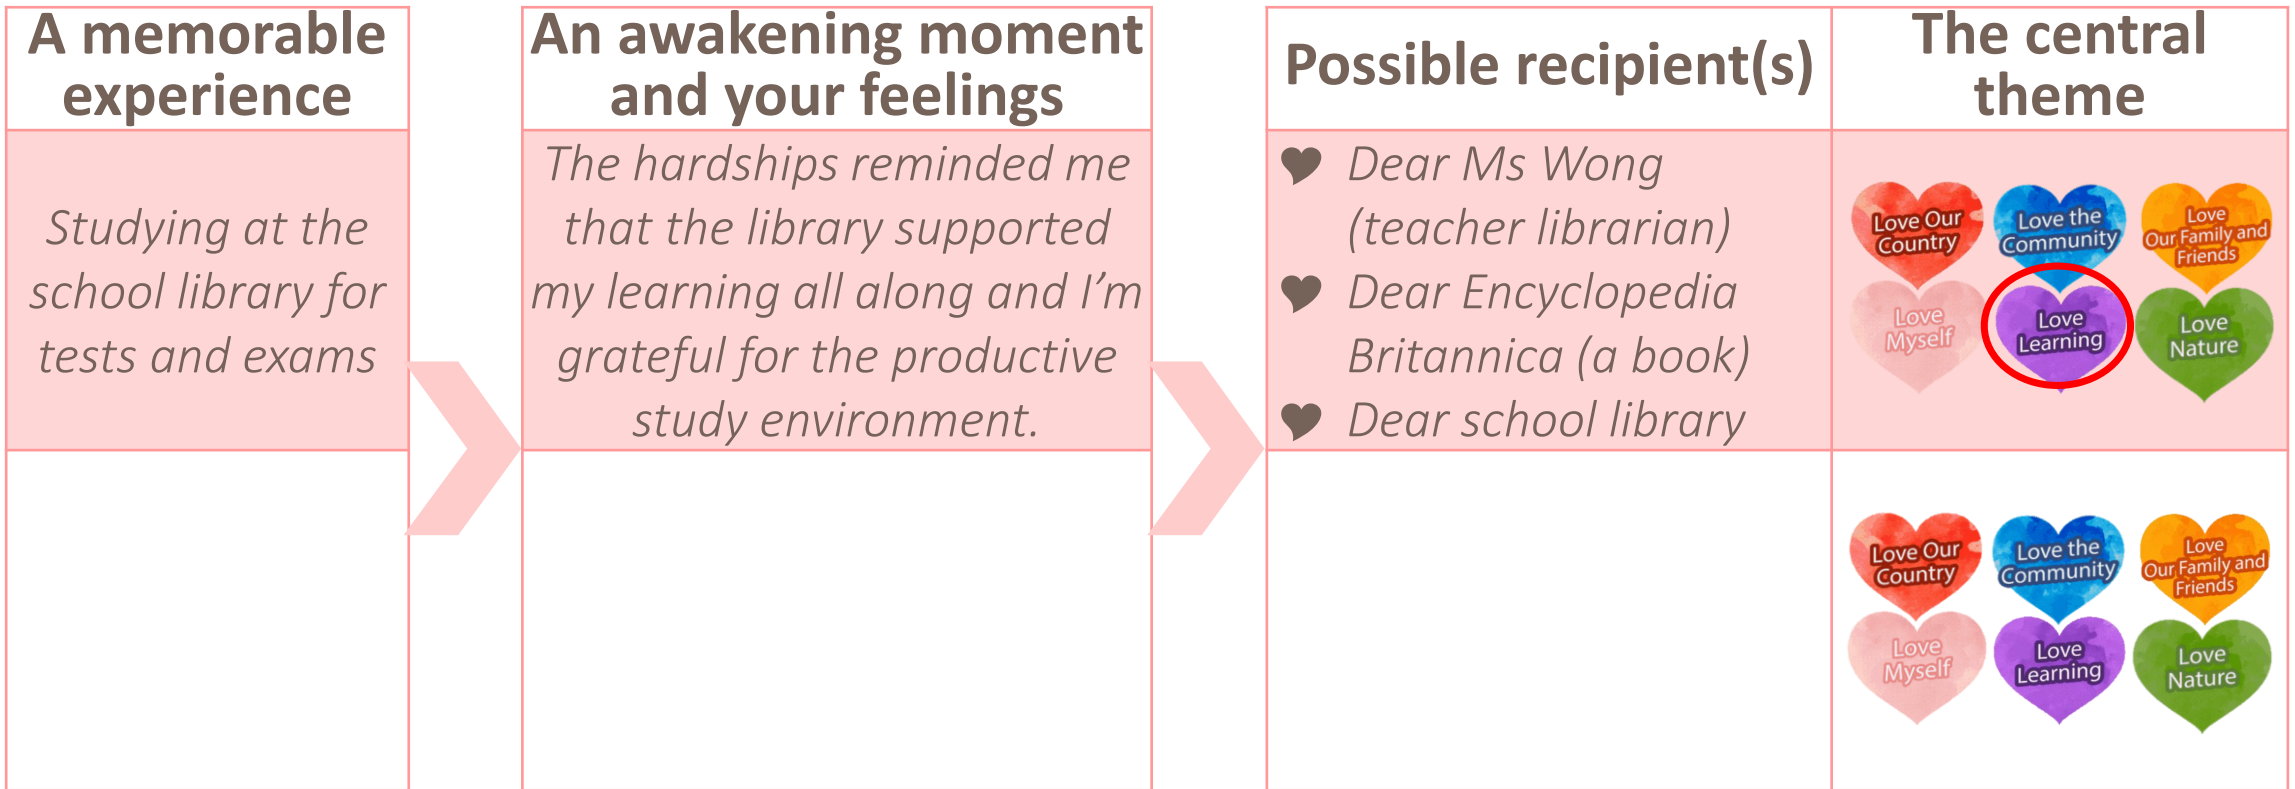 A memorable
experience
An awakening moment
and your feelings
Possible recipient(s)
The central
theme
Studying at the
school library for
tests and exams
The hardships reminded me
that the library supported
my learning all along and I’m
grateful for the productive
study environment.
Dear Ms Wong
(teacher librarian)
Dear Encyclopedia
Britannica (a book)
Dear school library
Love Our
Country
Love the
Community
Love
Our Family and
Friends
Love
Myself
Love
Learning
Love
Nature
Love Our
Country
Love the
Community
Love
Our Family and
Friends
Love
Myself
Love
Learning
Love
Nature